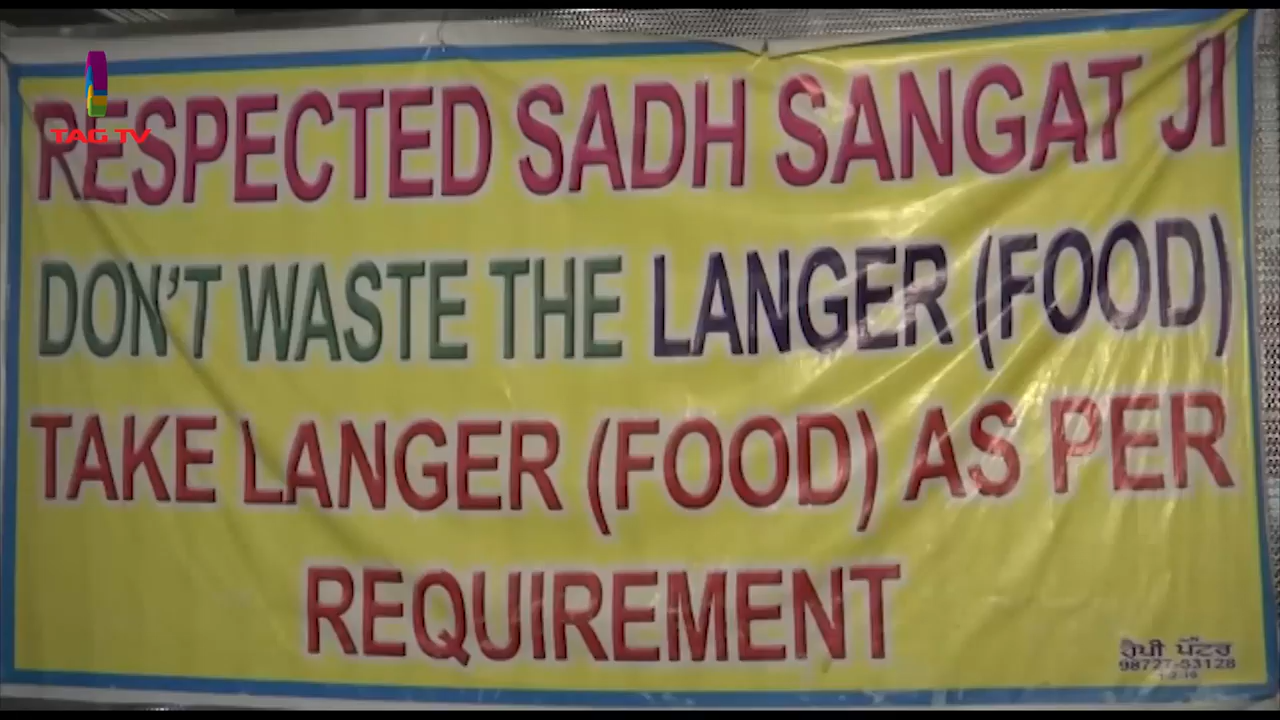 TAG TV
RESPECTED SADH SANGAT JI
DON'T WASTE THE LANGER (FOOD)
TAKE LANGER (FOOD) AS PER
REQUIREMENT
ਹੈਪੀ ਪੇਂਟਰ
98727-53128